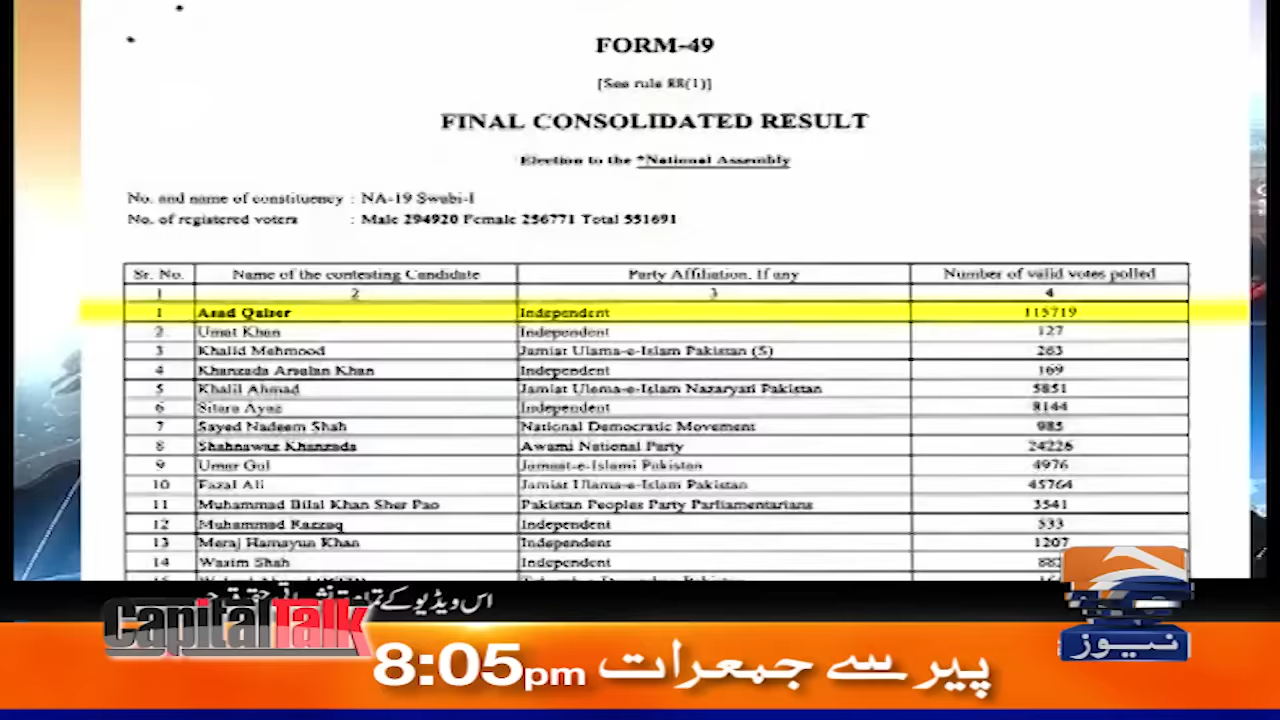 FORM-49
[See rule 88(1)]
FINAL CONSOLIDATED RESULT
Election to the *National Assembly
No. and name of constituency : NA-19 Swabi-I
No. of registered voters : Male 294920 Female 256771 Total 551691
Sr. No. Name of the contesting Candidate Party Affiliation, If any Number of valid votes polled
1 2 3 4
1 Asad Qaiser Independent 115719
2. Umat Khan Independent 127
3 Khalid Mehmood Jamiat Ulama-e-Islam Pakistan (S) 263
4 Khanzada Arsalan Khan Independent 169
5 Khalil Ahmad Jamiat Ulema-e-Islam Nazaryati Pakistan 5851
6 Sitara Ayaz Independent 8144
7 Sayed Nadeem Shah National Democratic Movement 985
8 Shahnawaz Khanzada Awami National Party 24226
9 Umar Gul Jamaat-e-Islami Pakistan 4976
10 Fazal Ali Jamiat Ulama-e-Islam Pakistan 45764
11 Muhammad Bilal Khan Sher Pao Pakistan Peoples Party Parliamentarians 3541
12 Muhammad Razzaq Independent 533
13 Meraj Hamayun Khan Independent 1207
14 Wasim Shah Independent
اس ویڈیو کے تمام
Capital Talk
پیر سے جمعرات 8:05pm
نیوز